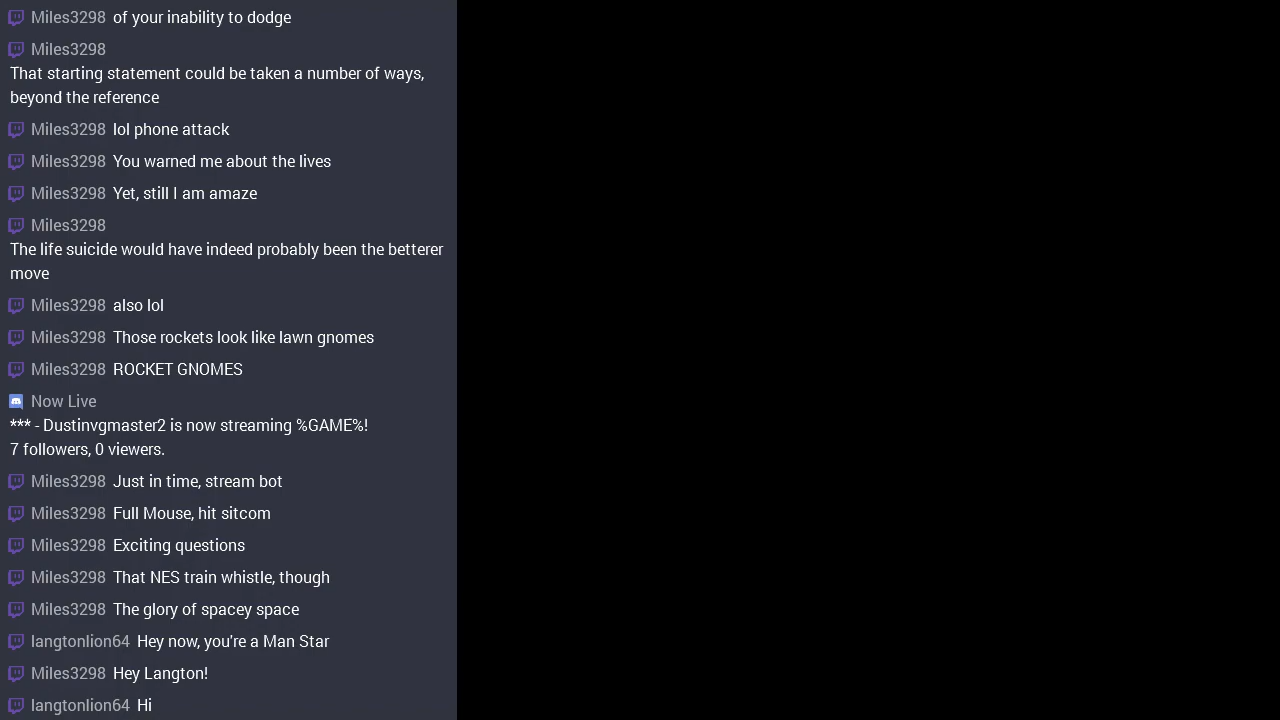 Miles3298 of your inability to dodge
Miles3298
That starting statement could be taken a number of ways,
beyond the reference
Miles3298 lol phone attack
Miles3298 You warned me about the lives
Miles3298 Yet, still I am amaze
Miles3298
The life suicide would have indeed probably been the betterer
move
Miles3298 also lol
Miles3298 Those rockets look like lawn gnomes
Miles3298 ROCKET GNOMES
Now Live
*** - Dustinvgmaster2 is now streaming %GAME%!
7 followers, 0 viewers.
Miles3298 Just in time, stream bot
Miles3298 Full Mouse, hit sitcom
Miles3298 Exciting questions
Miles3298 That NES train whistle, though
Miles3298 The glory of spacey space
langtonlion64 Hey now, you're a Man Star
Miles3298 Hey Langton!
langtonlion64 Hi